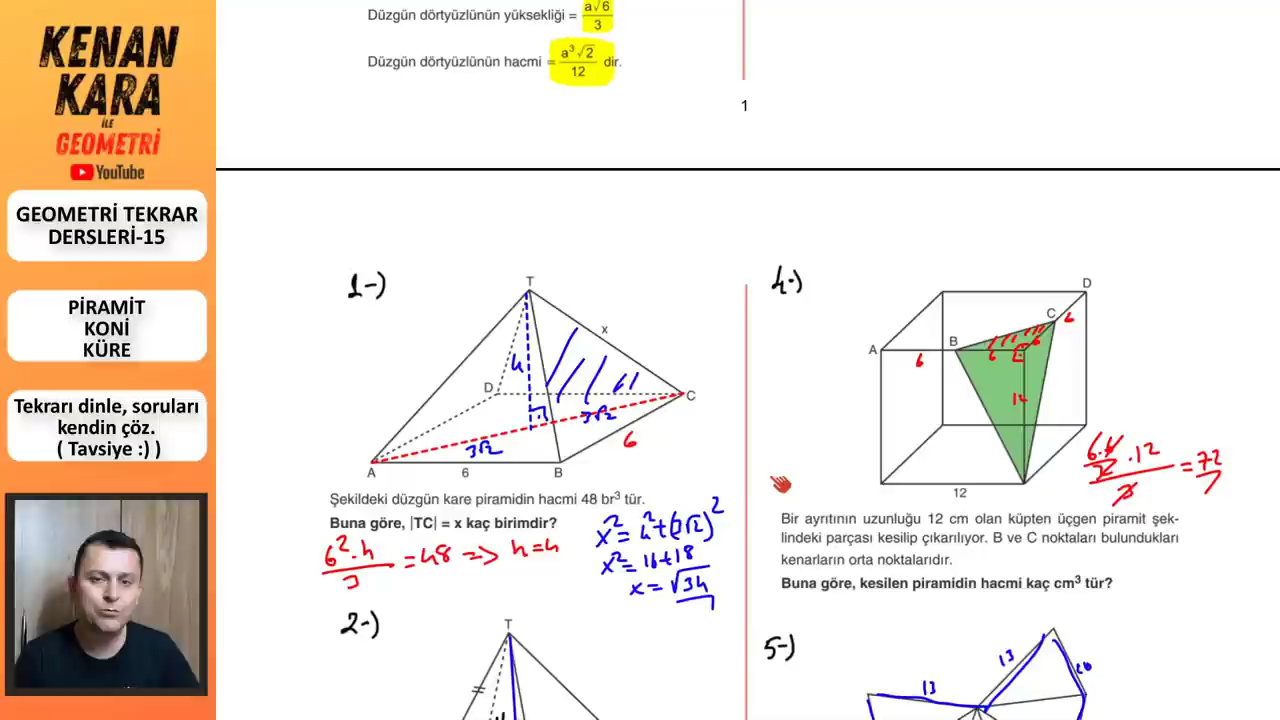 KENAN
KARA
İLE
GEOMETRİ
YouTube
GEOMETRİ TEKRAR
DERSLERİ-15
PİRAMİT
KONİ
KÜRE
Tekrarı dinle, soruları
kendin çöz.
( Tavsiye :) )
Düzgün dörtyüzlünün yüksekliği = a√6 / 3
Düzgün dörtyüzlünün hacmi = a³√2 / 12 dir.
1
1-)
T
x
h
D
C
3√2
6
3√2
A
6
B
Şekildeki düzgün kare piramidin hacmi 48 br³ tür.
Buna göre, |TC| = x kaç birimdir?
6².h / 3 = 48 => h=4
x² = 4²+(3√2)²
x² = 16+18
x = √34
2-)
T
4-)
D
C
6
B
6
6
A
6
12
12
6.6 / 2 . 12 / 3 = 72
Bir ayrıtının uzunluğu 12 cm olan küpten üçgen piramit şek-
lindeki parçası kesilip çıkarılıyor. B ve C noktaları bulundukları
kenarların orta noktalarıdır.
Buna göre, kesilen piramidin hacmi kaç cm³ tür?
5-)
13
13
10